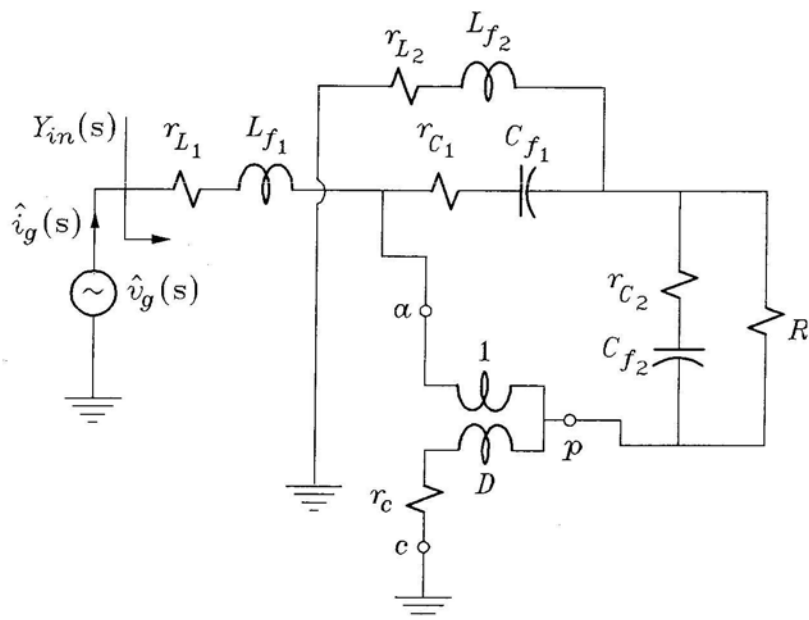 r_{L_2}
L_{f_2}
Y_{in}(s)
r_{L_1}
L_{f_1}
r_{C_1}
C_{f_1}
\hat{i}_g(s)
\hat{v}_g(s)
~
r_{C_2}
C_{f_2}
R
a
1
D
p
r_c
c